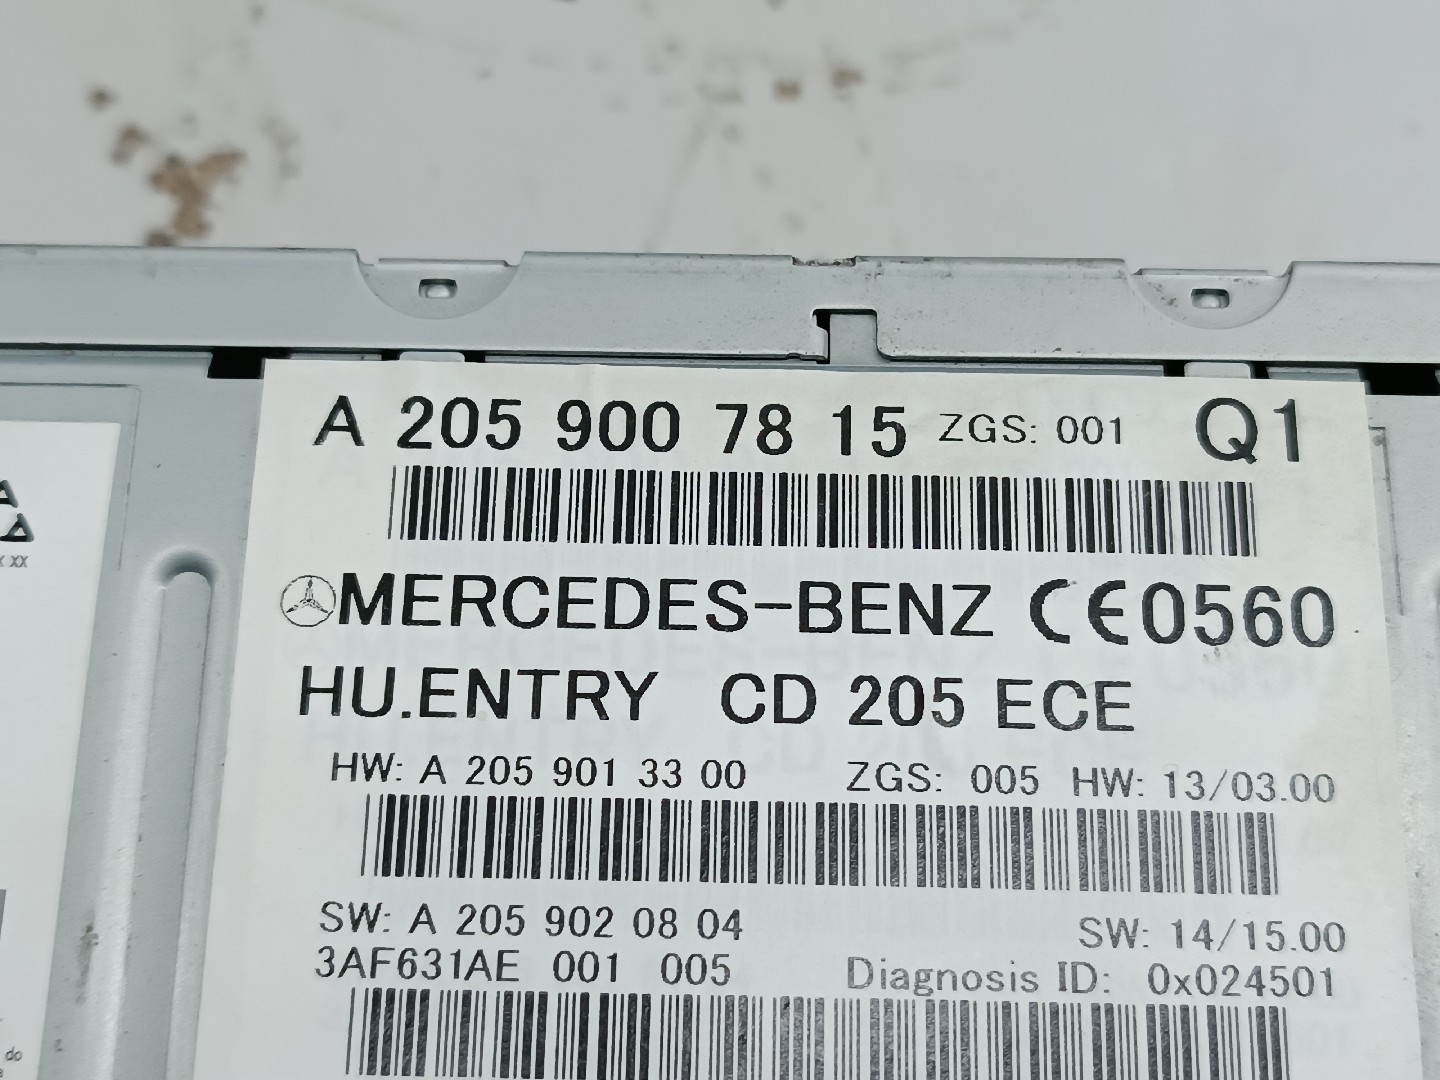 A 205 900 78 15 ZGS: 001 Q1
MERCEDES-BENZ CE0560
HU.ENTRY CD 205 ECE
HW: A 205 901 33 00 ZGS: 005 HW: 13/03.00
SW: A 205 902 08 04 SW: 14/15.00
3AF631AE 001 005 Diagnosis ID: 0x024501
XX
do